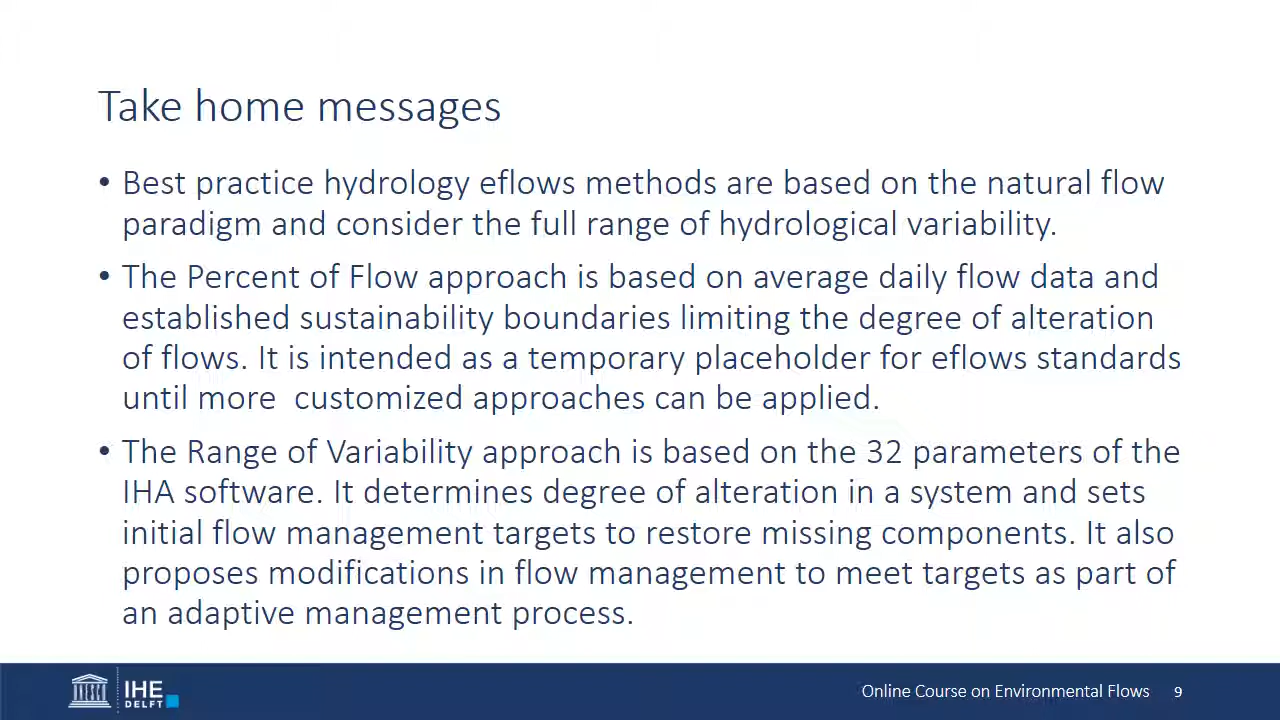 Take home messages
• Best practice hydrology eflows methods are based on the natural flow
paradigm and consider the full range of hydrological variability.
• The Percent of Flow approach is based on average daily flow data and
established sustainability boundaries limiting the degree of alteration
of flows. It is intended as a temporary placeholder for eflows standards
until more  customized approaches can be applied.
• The Range of Variability approach is based on the 32 parameters of the
IHA software. It determines degree of alteration in a system and sets
initial flow management targets to restore missing components. It also
proposes modifications in flow management to meet targets as part of
an adaptive management process.
IHE
DELFT
Online Course on Environmental Flows 9